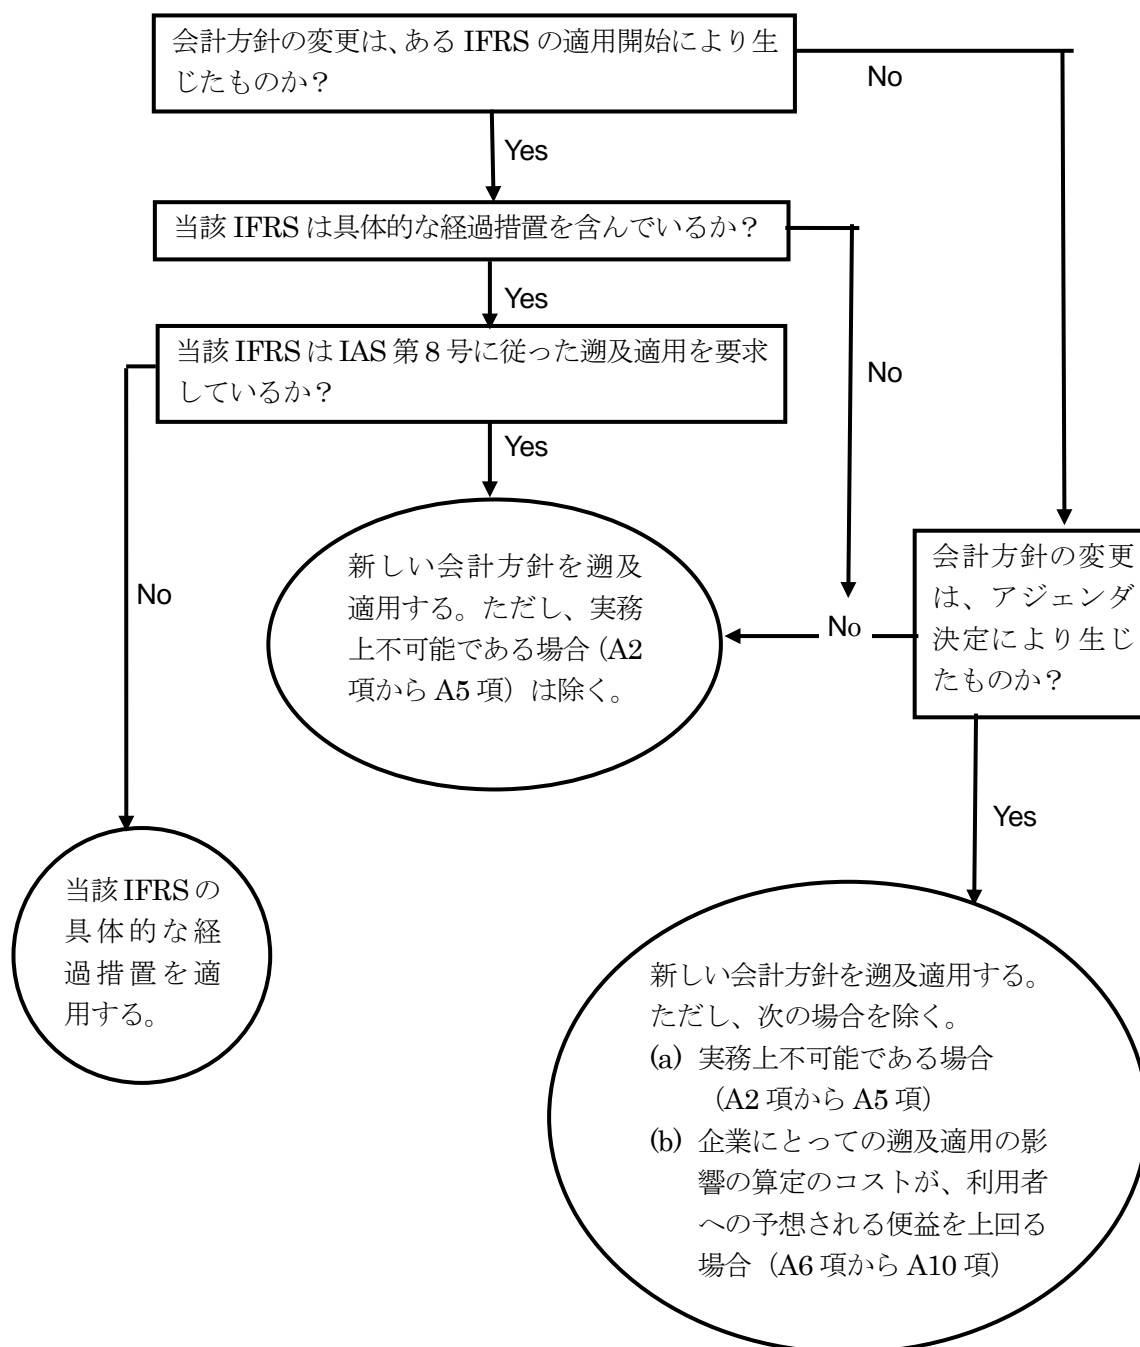 会計方針の変更は、ある IFRS の適用開始により生
じたものか？
No
Yes
当該 IFRS は具体的な経過措置を含んでいるか？
Yes
当該 IFRS は IAS 第 8 号に従った遡及適用を要求
しているか？
No
Yes
新しい会計方針を遡及
適用する。ただし、実務
上不可能である場合（A2
項から A5 項）は除く。
会計方針の変更
は、アジェンダ
決定により生じ
たものか？
No
No
Yes
当該 IFRS の
具体的な経
過措置を適
用する。
新しい会計方針を遡及適用する。
ただし、次の場合を除く。
(a) 実務上不可能である場合
（A2 項から A5 項）
(b) 企業にとっての遡及適用の影
響の算定のコストが、利用者
への予想される便益を上回る
場合（A6 項から A10 項）